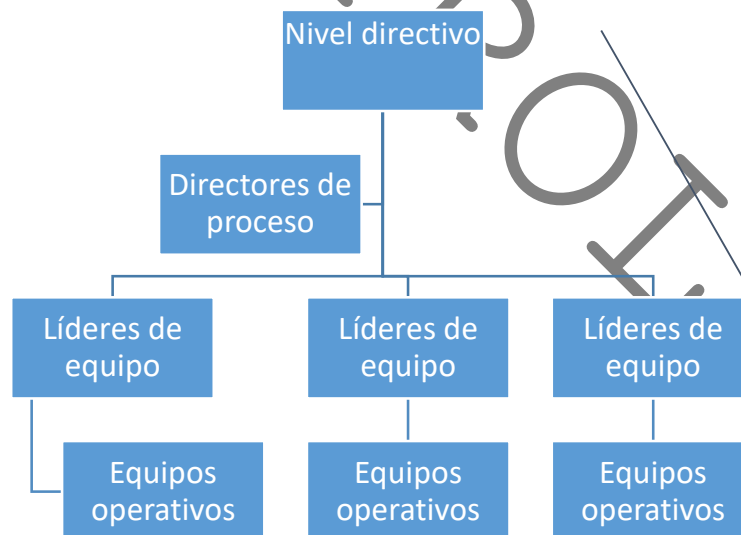 Nivel directivo
Directores de
proceso
Líderes de
equipo
Líderes de
equipo
Líderes de
equipo
Equipos
operativos
Equipos
operativos
Equipos
operativos